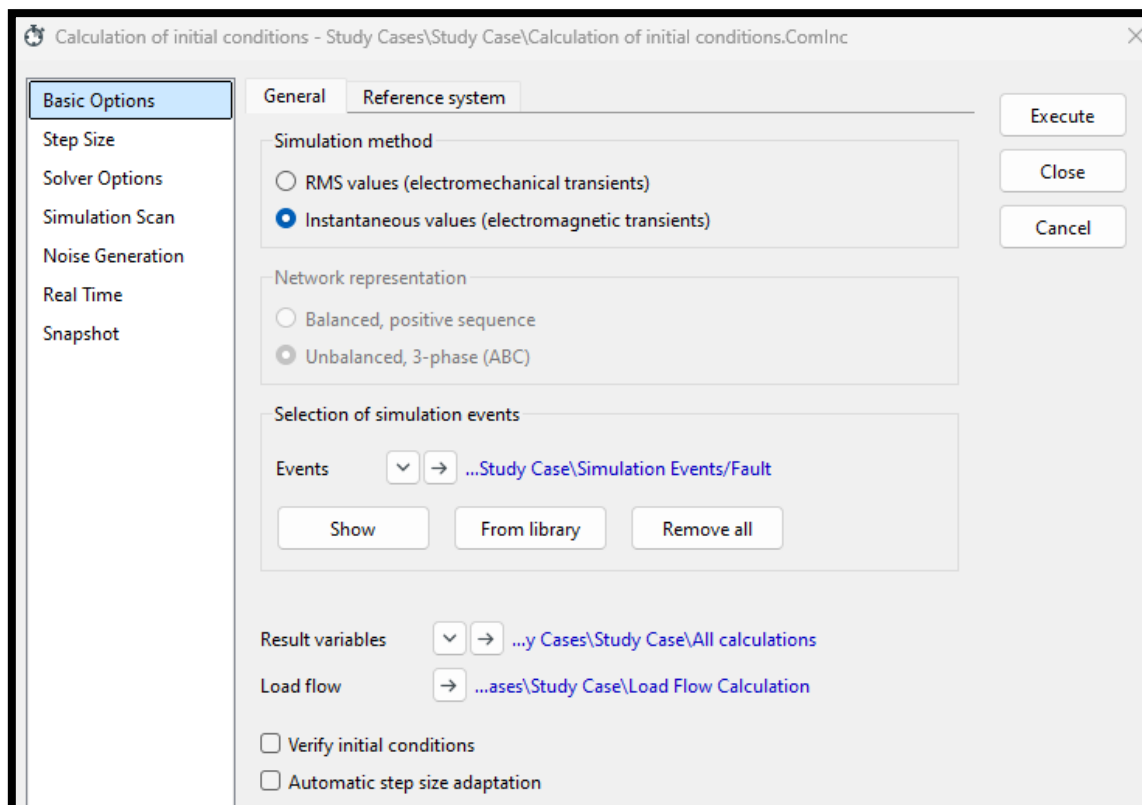 Calculation of initial conditions - Study Cases\Study Case\Calculation of initial conditions.ComInc
Basic Options
Step Size
Solver Options
Simulation Scan
Noise Generation
Real Time
Snapshot
General
Reference system
Simulation method
RMS values (electromechanical transients)
Instantaneous values (electromagnetic transients)
Network representation
Balanced, positive sequence
Unbalanced, 3-phase (ABC)
Selection of simulation events
Events ...Study Case\Simulation Events/Fault
Show From library Remove all
Result variables ...y Cases\Study Case\All calculations
Load flow ...ases\Study Case\Load Flow Calculation
Verify initial conditions
Automatic step size adaptation
Execute
Close
Cancel